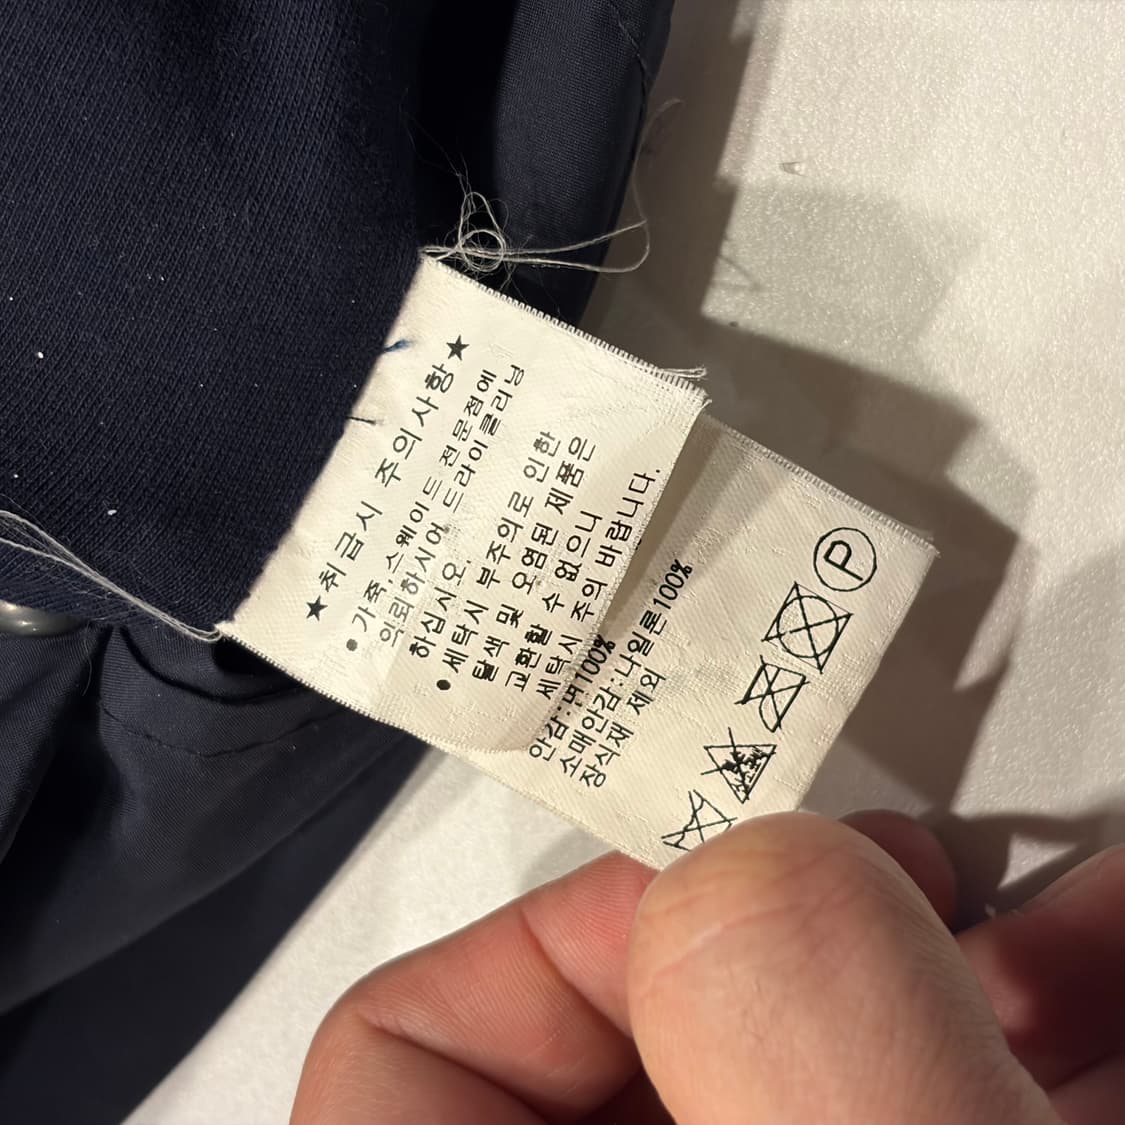 ★취급시 주의사항★
• 가죽,스웨이드 전문점에
의뢰하시어 드라이클리닝
하십시오.
• 세탁시 부주의로 인한
탈색 및 오염된 제품은
교환할 수 없으니
세탁시 주의 바랍니다.
안감:면100%
소매안감:나일론100%
장식재 제외
P